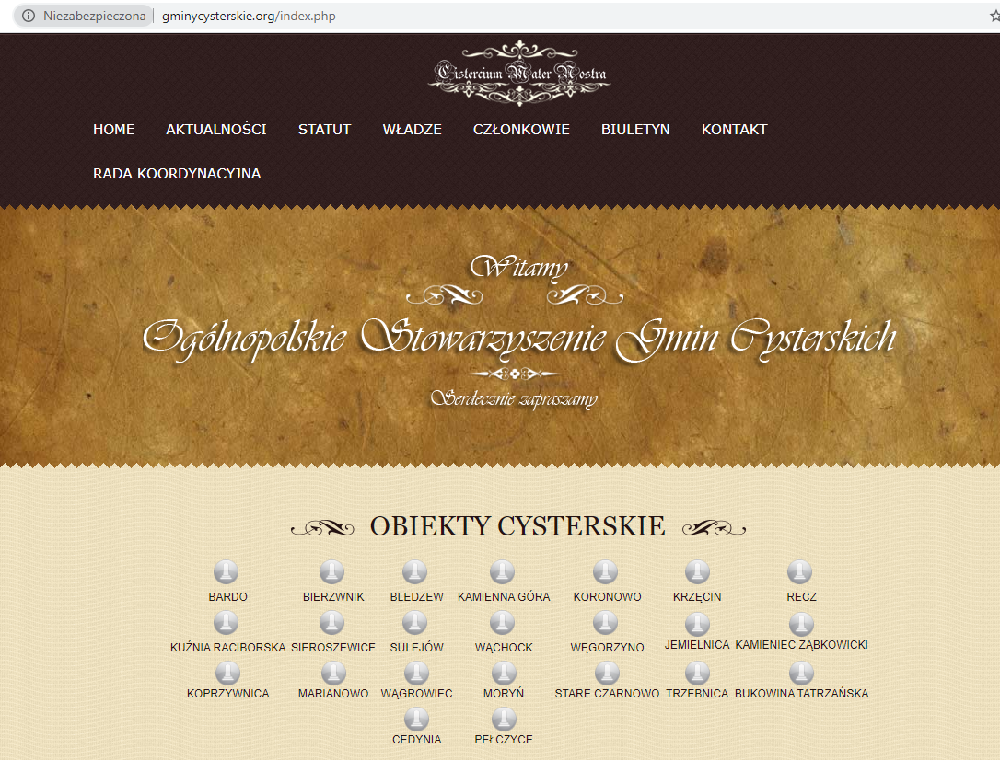 Niezabezpieczona gminycysterskie.org/index.php
Cistercium Mater Nostra
HOME AKTUALNOŚCI STATUT WŁADZE CZŁONKOWIE BIULETYN KONTAKT
RADA KOORDYNACYJNA
Witamy
Ogólnopolskie Stowarzyszenie Gmin Cysterskich
Serdecznie zapraszamy
OBIEKTY CYSTERSKIE
BARDO BIERZWNIK BLEDZEW KAMIENNA GÓRA KORONOWO KRZĘCIN RECZ
KUŹNIA RACIBORSKA SIEROSZEWICE SULEJÓW WĄCHOCK WĘGORZYNO JEMIELNICA KAMIENIEC ZĄBKOWICKI
KOPRZYWNICA MARIANOWO WĄGROWIEC MORYŃ STARE CZARNOWO TRZEBNICA BUKOWINA TATRZAŃSKA
CEDYNIA PEŁCZYCE